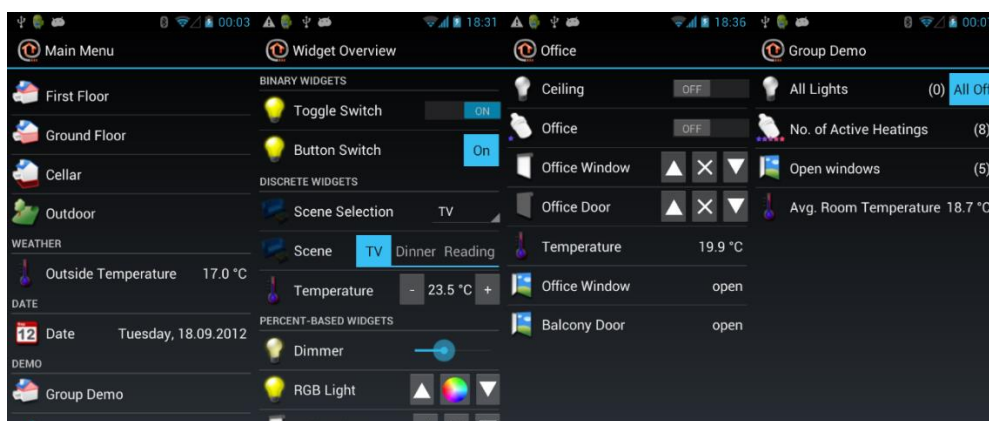 00:03
Main Menu
First Floor
Ground Floor
Cellar
Outdoor
WEATHER
Outside Temperature 17.0 °C
DATE
12 Date Tuesday, 18.09.2012
DEMO
Group Demo
18:31
Widget Overview
BINARY WIDGETS
Toggle Switch ON
Button Switch On
DISCRETE WIDGETS
Scene Selection TV
Scene TV Dinner Reading
Temperature - 23.5 °C +
PERCENT-BASED WIDGETS
Dimmer
RGB Light
18:36
Office
Ceiling OFF
Office OFF
Office Window
Office Door
Temperature 19.9 °C
Office Window open
Balcony Door open
00:0
Group Demo
All Lights (0) All Off
No. of Active Heatings (8)
Open windows (5)
Avg. Room Temperature 18.7 °C